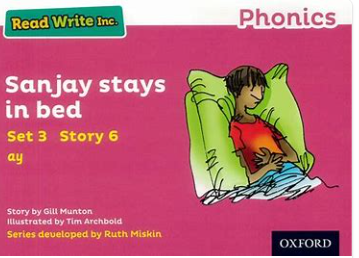 Read Write Inc.
Phonics
Sanjay stays
in bed
Set 3 Story 6
ay
Story by Gill Munton
Illustrated by Tim Archbold
Series developed by Ruth Miskin
OXFORD